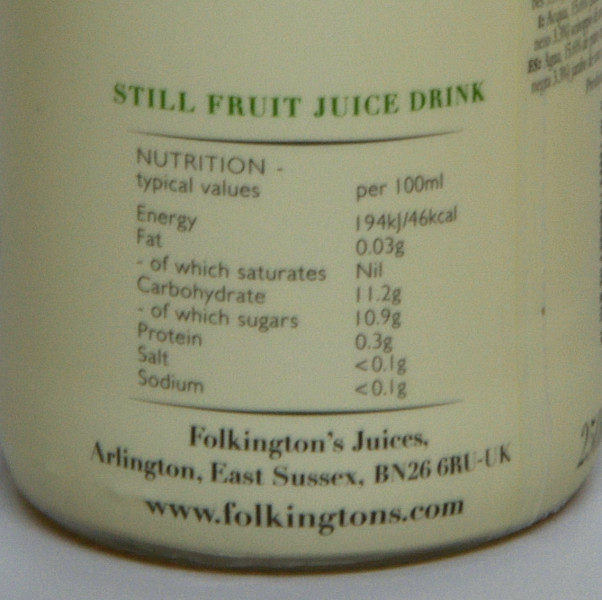 STILL FRUIT JUICE DRINK
NUTRITION -
typical values per 100ml
Energy 194kJ/46kcal
Fat 0.03g
- of which saturates Nil
Carbohydrate 11.2g
- of which sugars 10.9g
Protein 0.3g
Salt <0.1g
Sodium <0.1g
Folkington's Juices,
Arlington, East Sussex, BN26 6RU-UK
www.folkingtons.com